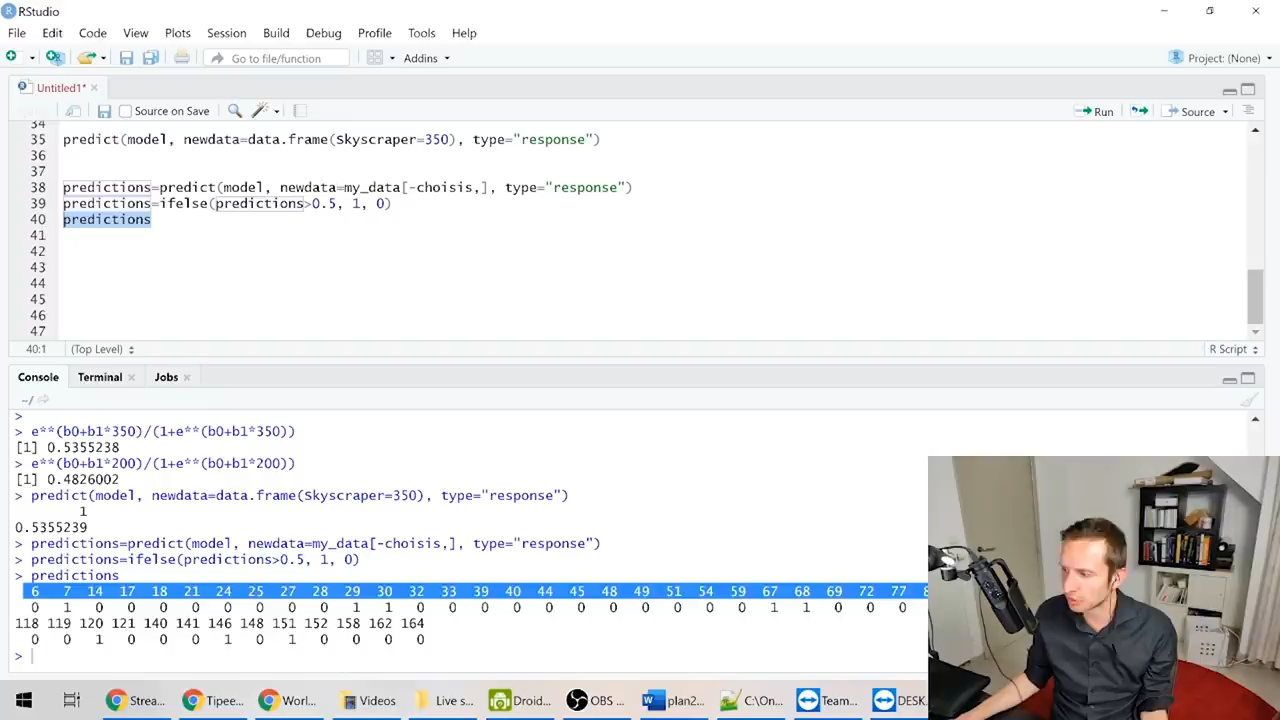 RStudio
File Edit Code View Plots Session Build Debug Profile Tools Help
Go to file/function Addins Project: (None)
Untitled1*
Source on Save Run Source
34
35 predict(model, newdata=data.frame(Skyscraper=350), type="response")
36
37
38 predictions=predict(model, newdata=my_data[-choisis,], type="response")
39 predictions=ifelse(predictions>0.5, 1, 0)
40 predictions
41
42
43
44
45
46
47
40:1 (Top Level) R Script
Console Terminal Jobs
~/
>
> e**(b0+b1*350)/(1+e**(b0+b1*350))
[1] 0.5355238
> e**(b0+b1*200)/(1+e**(b0+b1*200))
[1] 0.4826002
> predict(model, newdata=data.frame(Skyscraper=350), type="response")
1
0.5355239
> predictions=predict(model, newdata=my_data[-choisis,], type="response")
> predictions=ifelse(predictions>0.5, 1, 0)
> predictions
6 7 14 17 18 21 24 25 27 28 29 30 32 33 39 40 44 45 48 49 51 54 59 67 68 69 72 77
0 1 0 0 0 0 0 0 0 0 1 1 0 0 0 0 0 0 0 0 0 0 0 1 1 0 0 0
118 119 120 121 140 141 146 148 151 152 158 162 164
0 0 1 0 0 0 1 0 1 0 0 0 0
>
Strea... Tipee... Worl... Videos Live s... Droid... OBS ... plan2... C:\On... Team... DESK...